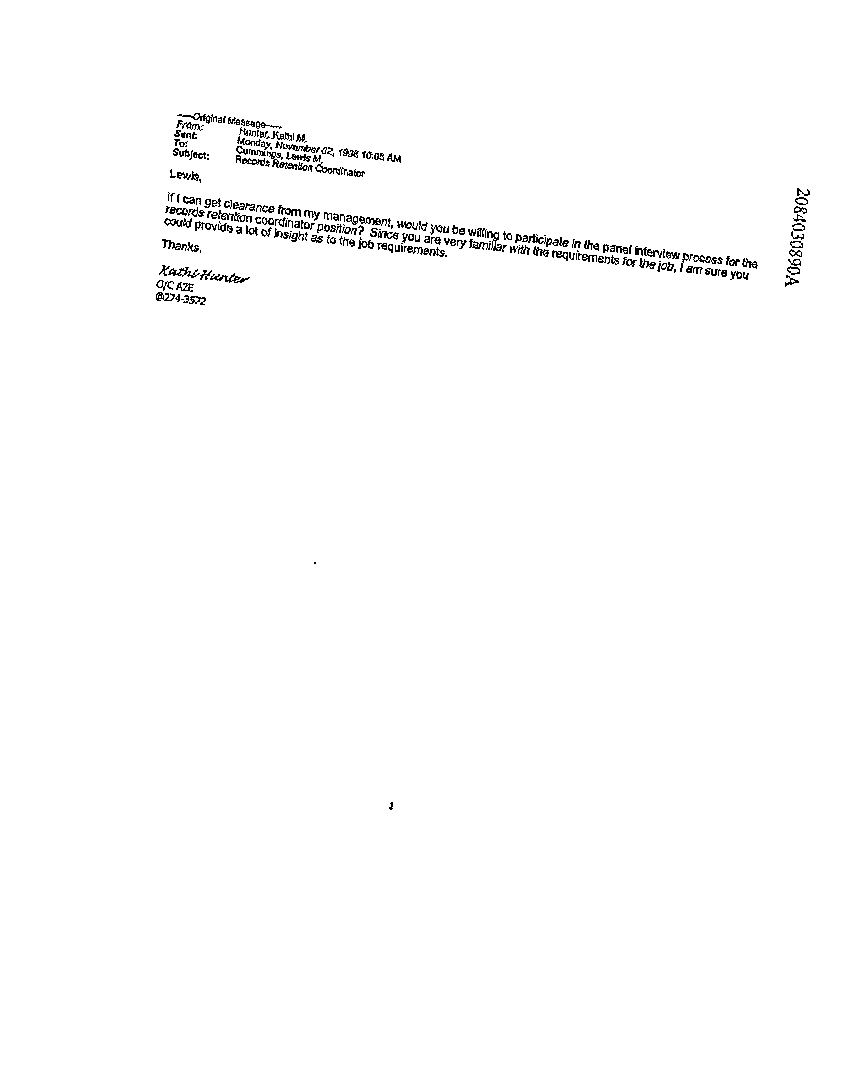 -----Original Message-----
From: Hunter, Kathi M.
Sent: Monday, November 02, 1998 10:05 AM
To: Cummings, Lewis M.
Subject: Records Retention Coordinator
Lewis,
If I can get clearance from my management, would you be willing to participate in the panel interview process for the
records retention coordinator position? Since you are very familiar with the requirements for the job, I am sure you
could provide a lot of insight as to the job requirements.
Thanks,
Kathi Hunter
O/C AZE
@274-3572
2084030890A